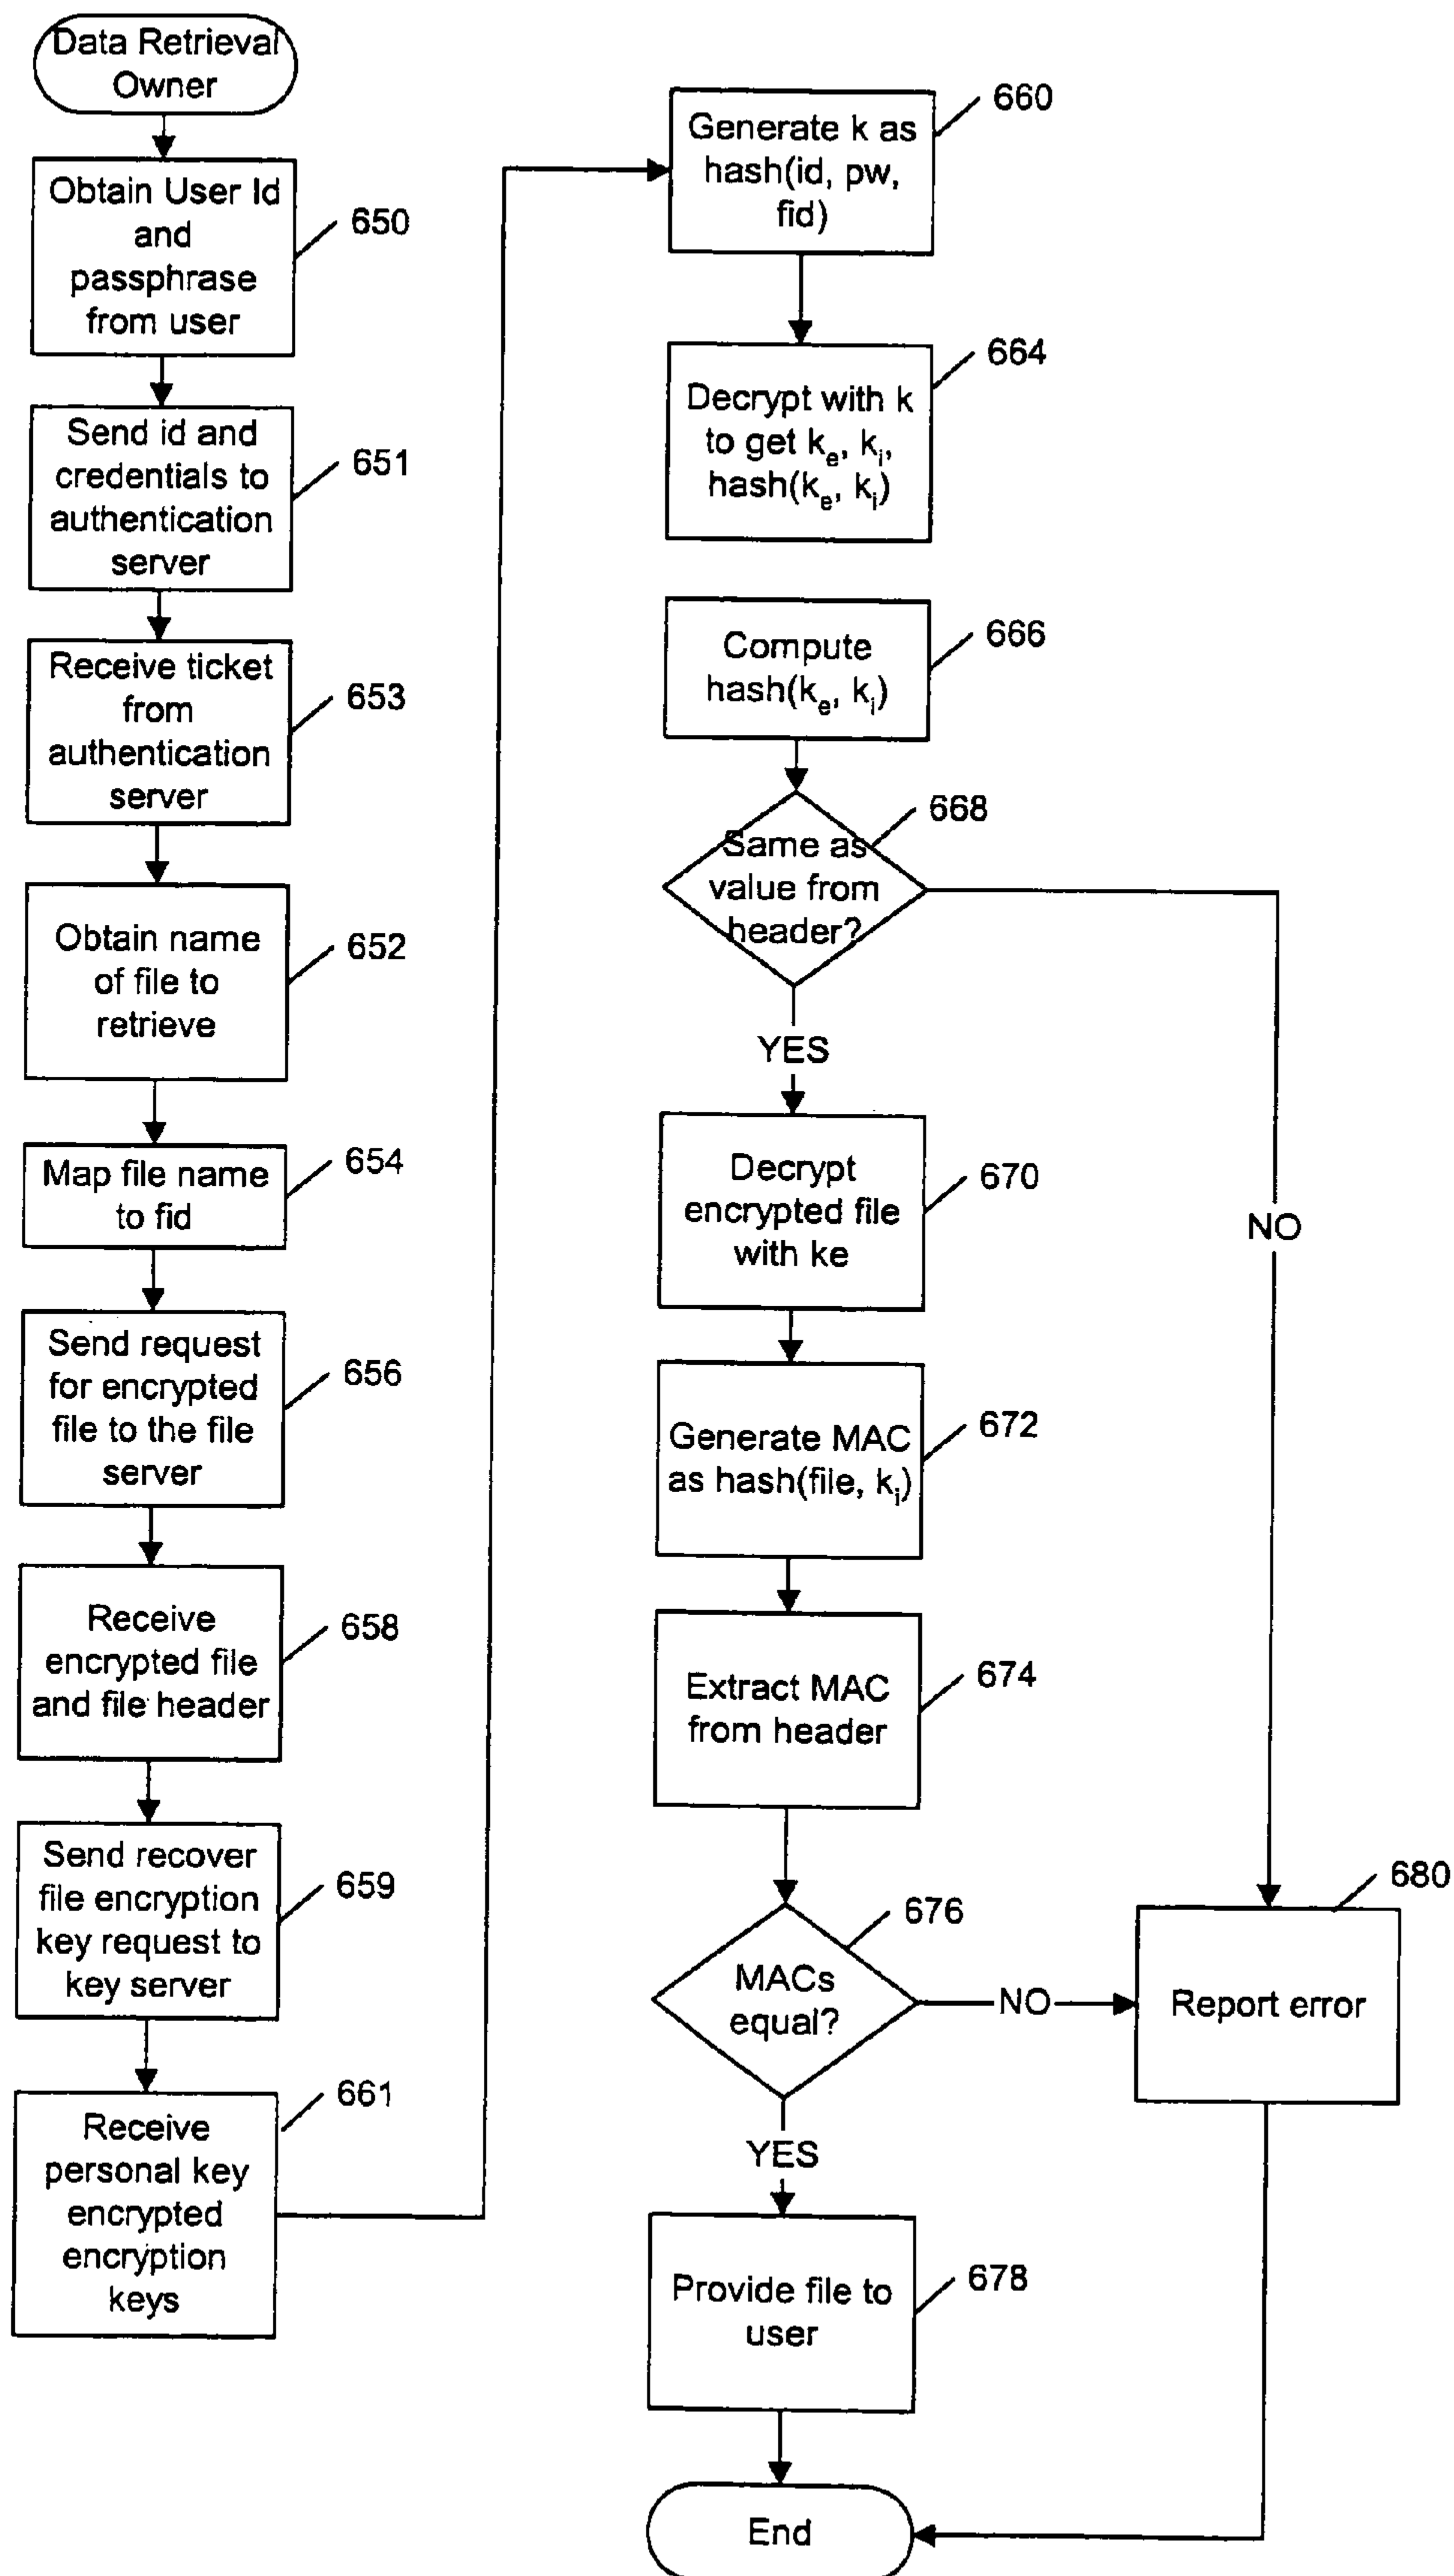 Data Retrieval
Owner
Obtain User Id
and
passphrase
from user
650
Send id and
credentials to
authentication
server
651
Receive ticket
from
authentication
server
653
Obtain name
of file to
retrieve
652
Map file name
to fid
654
Send request
for encrypted
file to the file
server
656
Receive
encrypted file
and file header
658
Send recover
file encryption
key request to
key server
659
Receive
personal key
encrypted
encryption
keys
661
Generate k as
hash(id, pw,
fid)
660
Decrypt with k
to get ke, ki,
hash(ke, ki)
664
Compute
hash(ke, ki)
666
Same as
value from
header?
668
YES
NO
Decrypt
encrypted file
with ke
670
Generate MAC
as hash(file, ki)
672
Extract MAC
from header
674
MACs
equal?
676
NO
YES
Report error
680
Provide file to
user
678
End